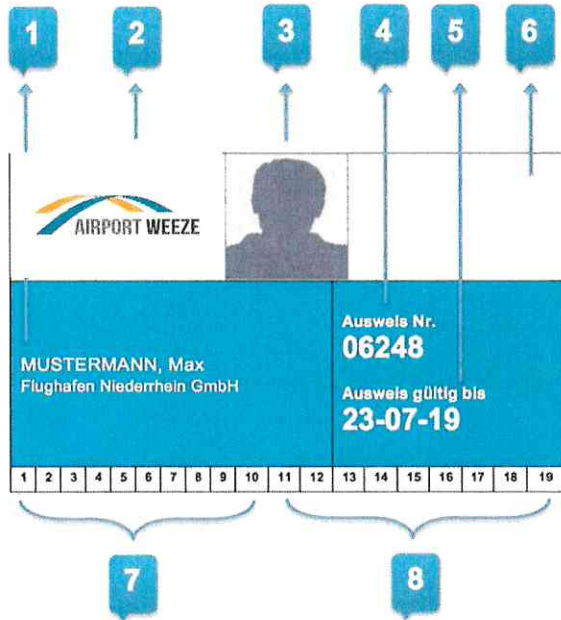 1 2 3 4 5 6
AIRPORT WEEZE
MUSTERMANN, Max
Flughafen Niederrhein GmbH
Ausweis Nr.
06248
Ausweis gültig bis
23-07-19
1 2 3 4 5 6 7 8 9 10 11 12 13 14 15 16 17 18 19
7 8